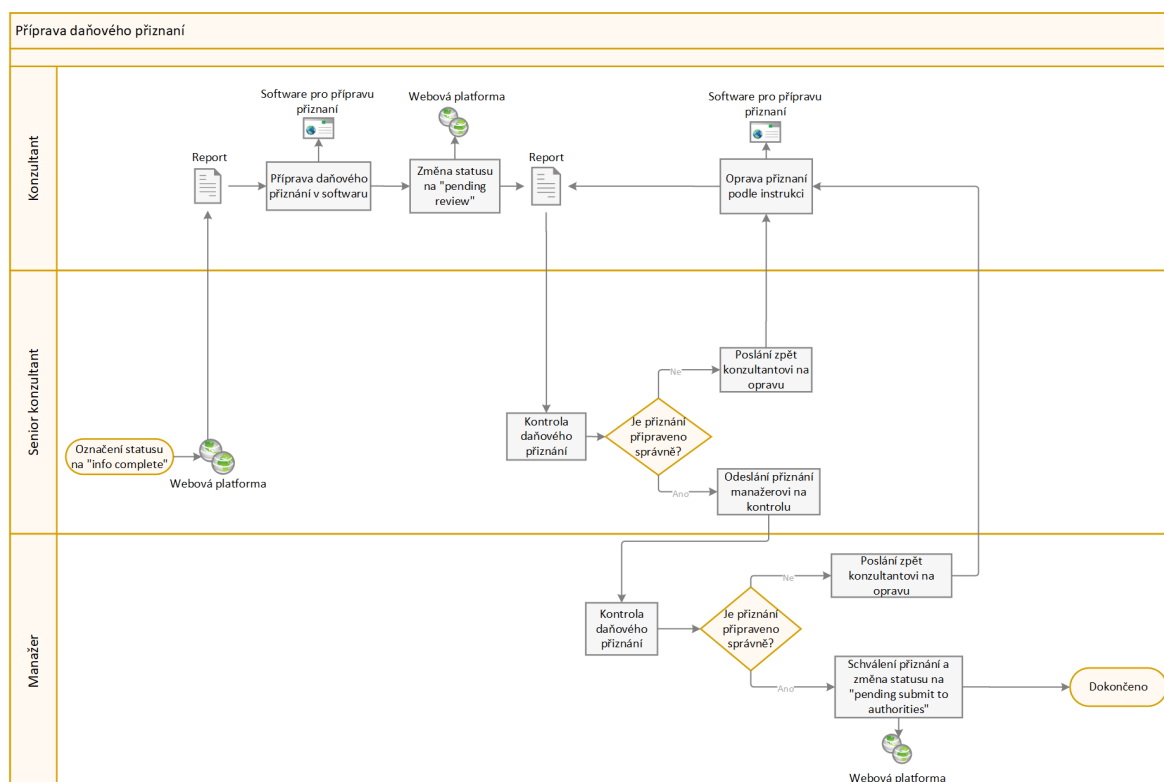 Příprava daňového přiznaní
Konzultant
Software pro přípravu
přiznaní
Webová platforma
Software pro přípravu
přiznaní
Report
Příprava daňového
přiznání v softwaru
Změna statusu
na "pending
review"
Report
Oprava přiznaní
podle instrukci
Senior konzultant
Označení statusu
na "info complete"
Webová platforma
Kontrola
daňového
přiznání
Je přiznání
připraveno
správně?
Ne
Poslání zpět
konzultantovi na
opravu
Ano
Odeslání přiznání
manažerovi na
kontrolu
Manažer
Kontrola
daňového
přiznání
Je přiznání
připraveno
správně?
Ne
Poslání zpět
konzultantovi na
opravu
Ano
Schválení přiznání a
změna statusu na
"pending submit to
authorities"
Dokončeno
Webová platforma